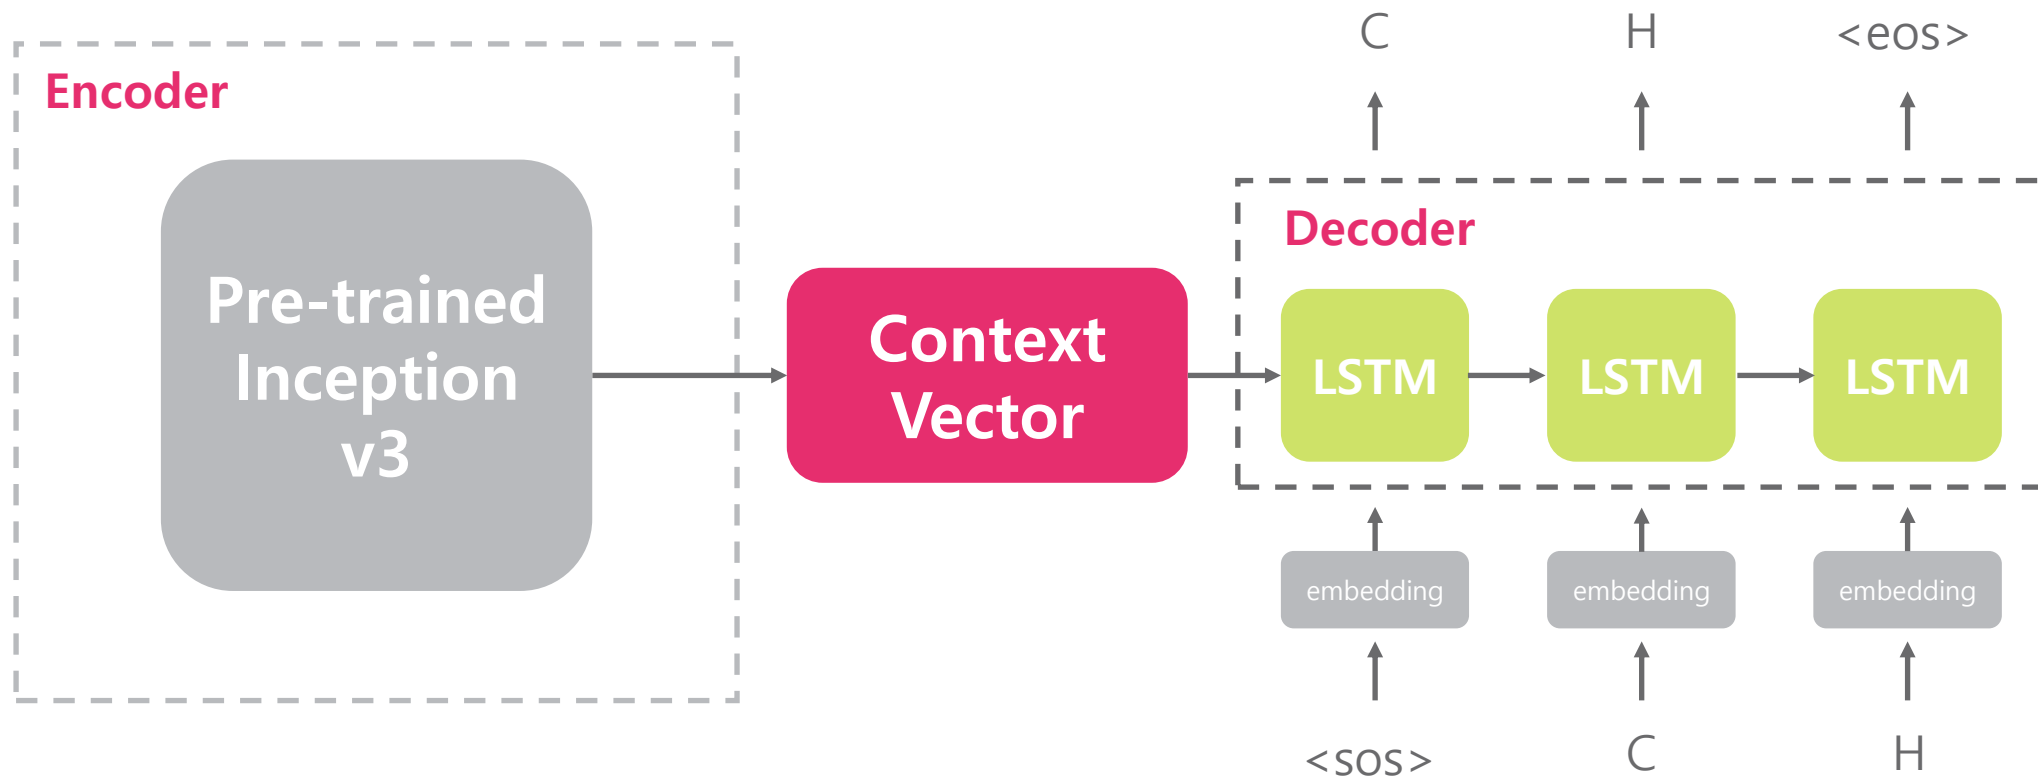 C H <eos>
Encoder
Decoder
Pre-trained
Inception
v3
Context
Vector
LSTM LSTM LSTM
embedding embedding embedding
<sos> C H